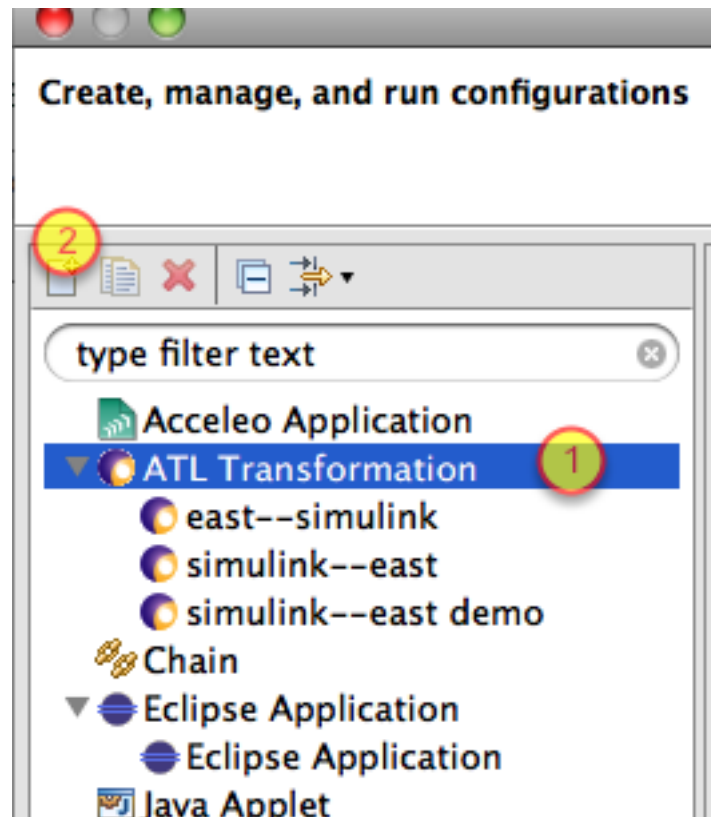 Create, manage, and run configurations
2
type filter text
Acceleo Application
ATL Transformation 1
east--simulink
simulink--east
simulink--east demo
Chain
Eclipse Application
Eclipse Application
Java Applet